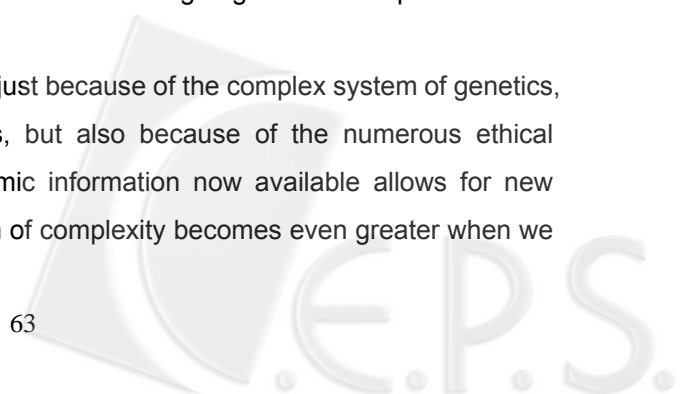 just because of the complex system of genetics,
but also because of the numerous ethical
mic information now available allows for new
of complexity becomes even greater when we
63
C.E.P.S.